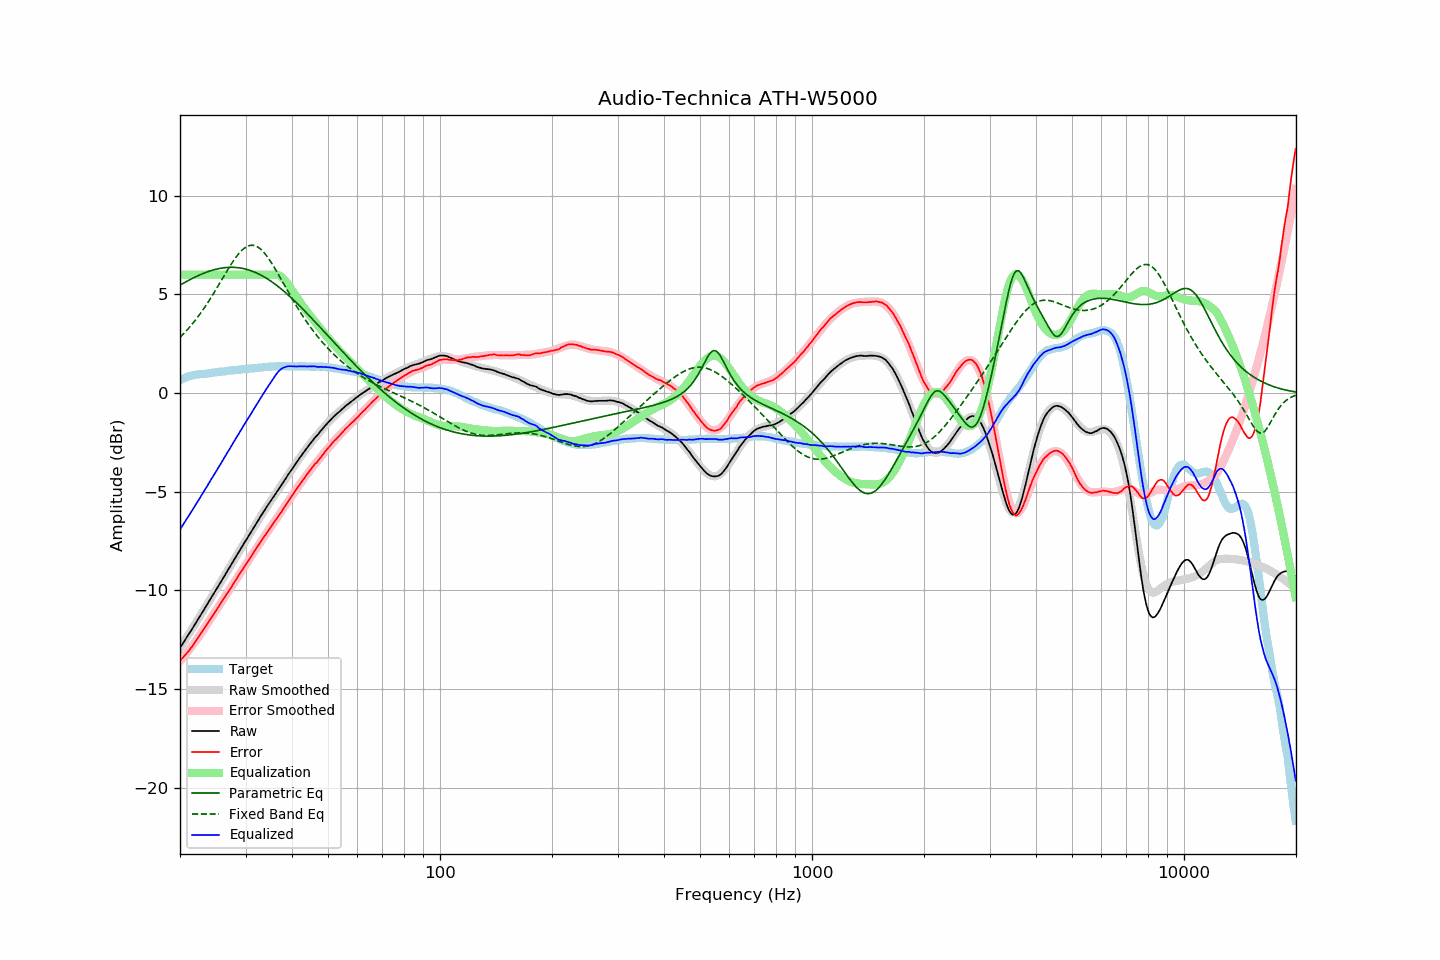 Audio-Technica ATH-W5000
Amplitude (dBr)
10
5
0
−5
−10
−15
−20
Target
Raw Smoothed
Error Smoothed
Raw
Error
Equalization
Parametric Eq
Fixed Band Eq
Equalized
100
1000
10000
Frequency (Hz)